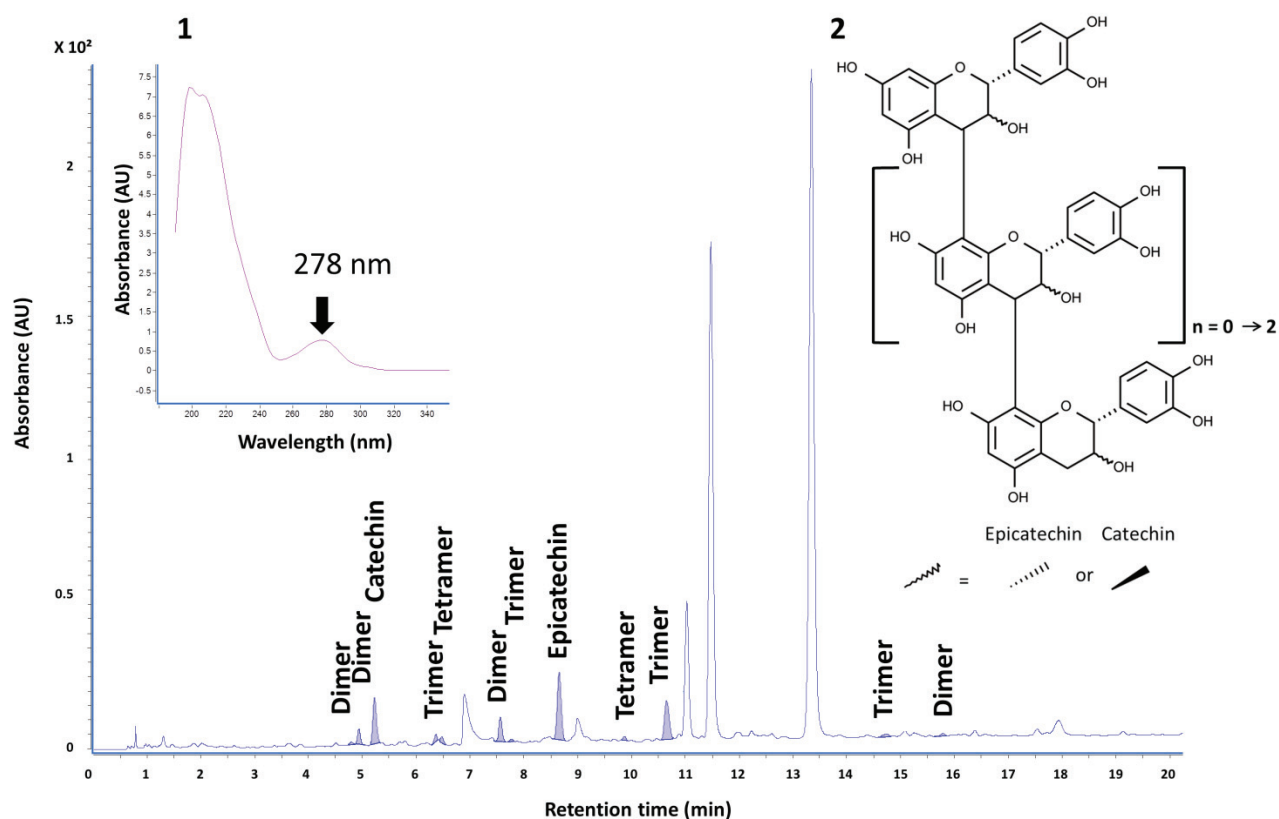 1
X 10²
2
Absorbance (AU)
7.5
7
6.5
6
5.5
5
4.5
4
3.5
3
2.5
2
1.5
1
0.5
0
-0.5
278 nm
200 220 240 260 280 300 320 340
Wavelength (nm)
Absorbance (AU)
2
1.5
1
0.5
0
Dimer
Dimer
Catechin
Trimer
Tetramer
Dimer
Trimer
Epicatechin
Tetramer
Trimer
Trimer
Dimer
0 1 2 3 4 5 6 7 8 9 10 11 12 13 14 15 16 17 18 19 20
Retention time (min)
OH
HO O OH
OH
OH
OH
HO O OH
OH
OH
n = 0 → 2
OH
HO O OH
OH
OH
Epicatechin Catechin
= or